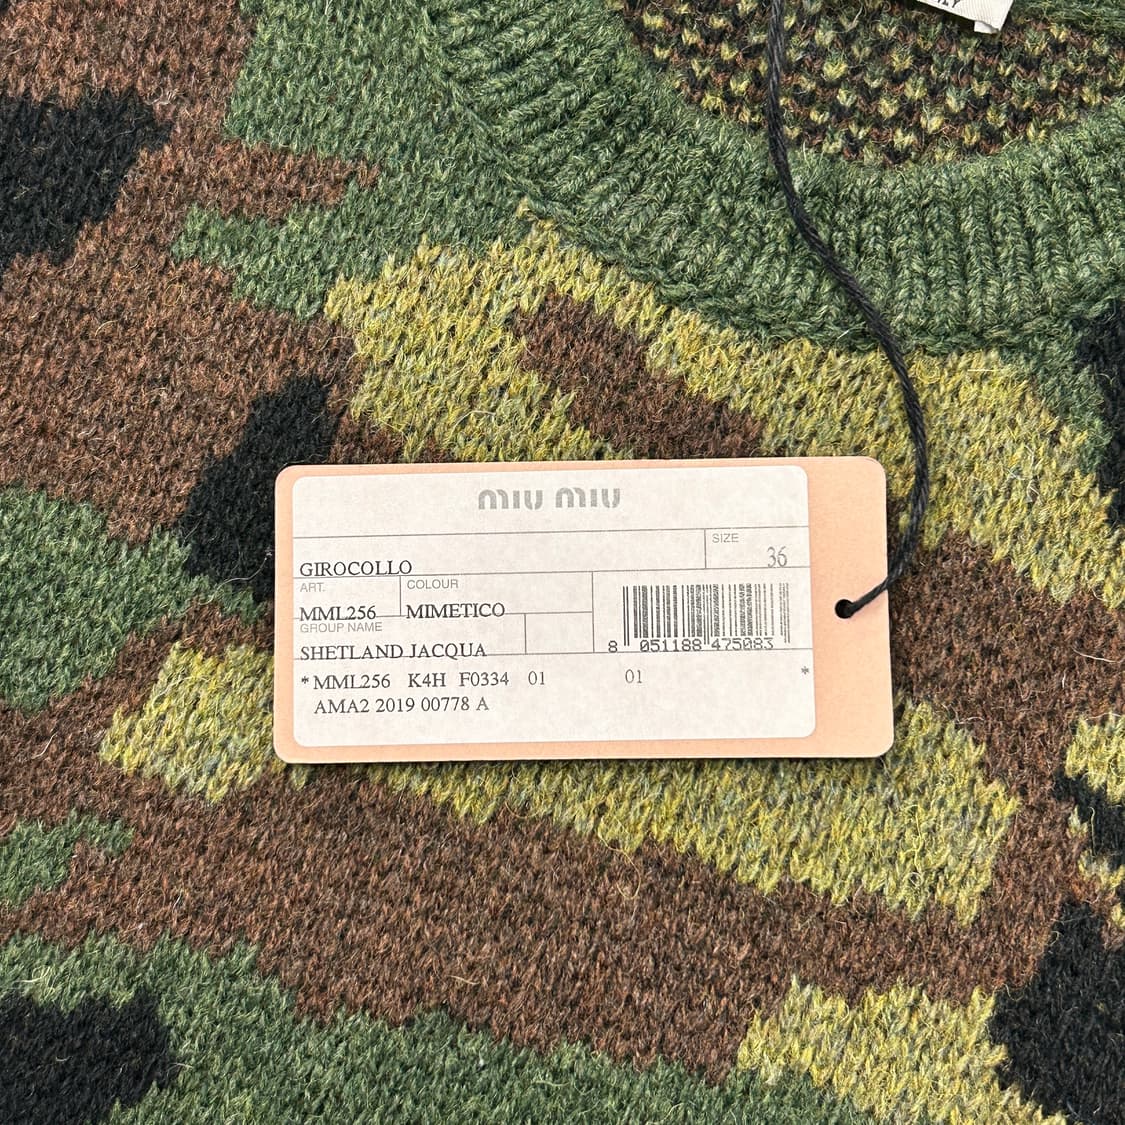 MIU MIU
SIZE
36
GIROCOLLO
ART.
COLOUR
MML256
MIMETICO
GROUP NAME
SHETLAND JACQUA
8 051188 475083
*MML256 K4H F0334 01 01 *
AMA2 2019 00778 A